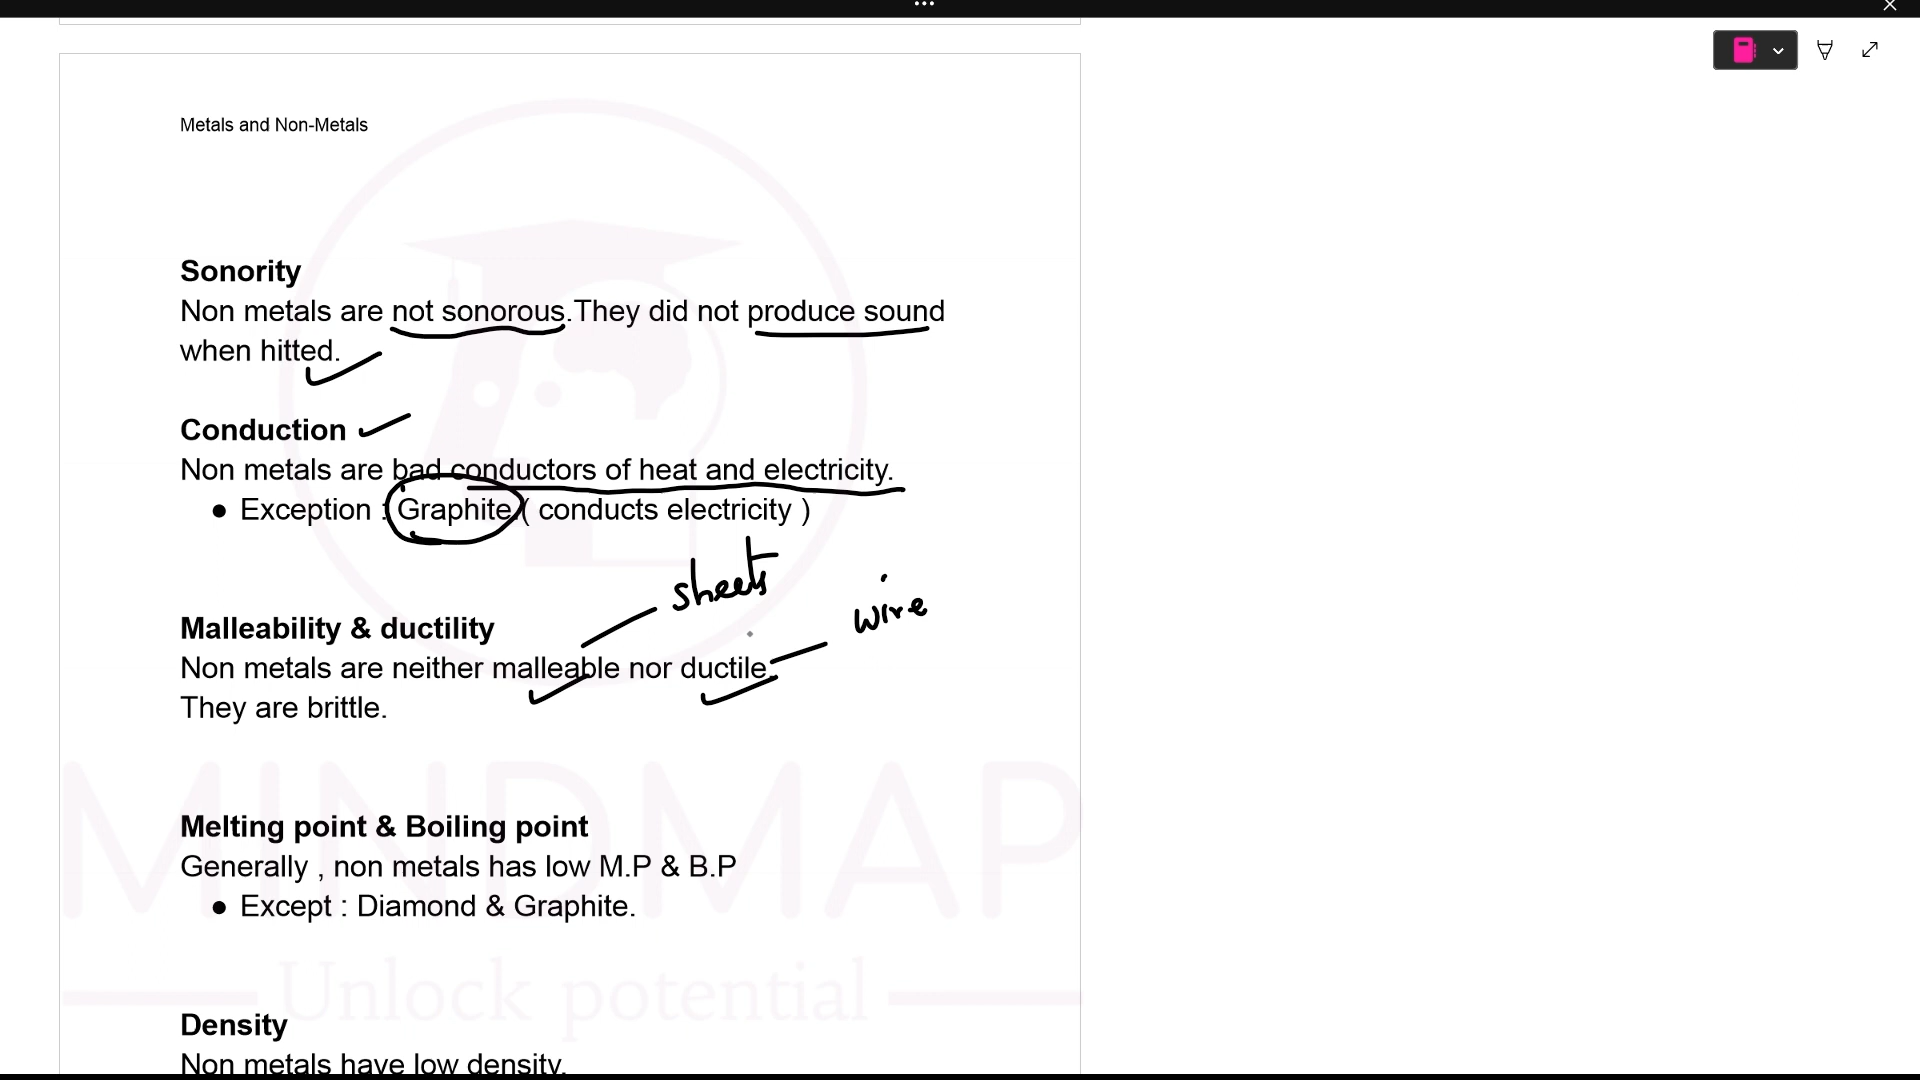 Metals and Non-Metals
Sonority
Non metals are not sonorous.They did not produce sound
when hitted.
Conduction
Non metals are bad conductors of heat and electricity.
● Exception : Graphite.( conducts electricity )
sheets
wire
Malleability & ductility
Non metals are neither malleable nor ductile.
They are brittle.
MINDMAP
Melting point & Boiling point
Generally , non metals has low M.P & B.P
● Except : Diamond & Graphite.
Unlock potential
Density
Non metals have low density.